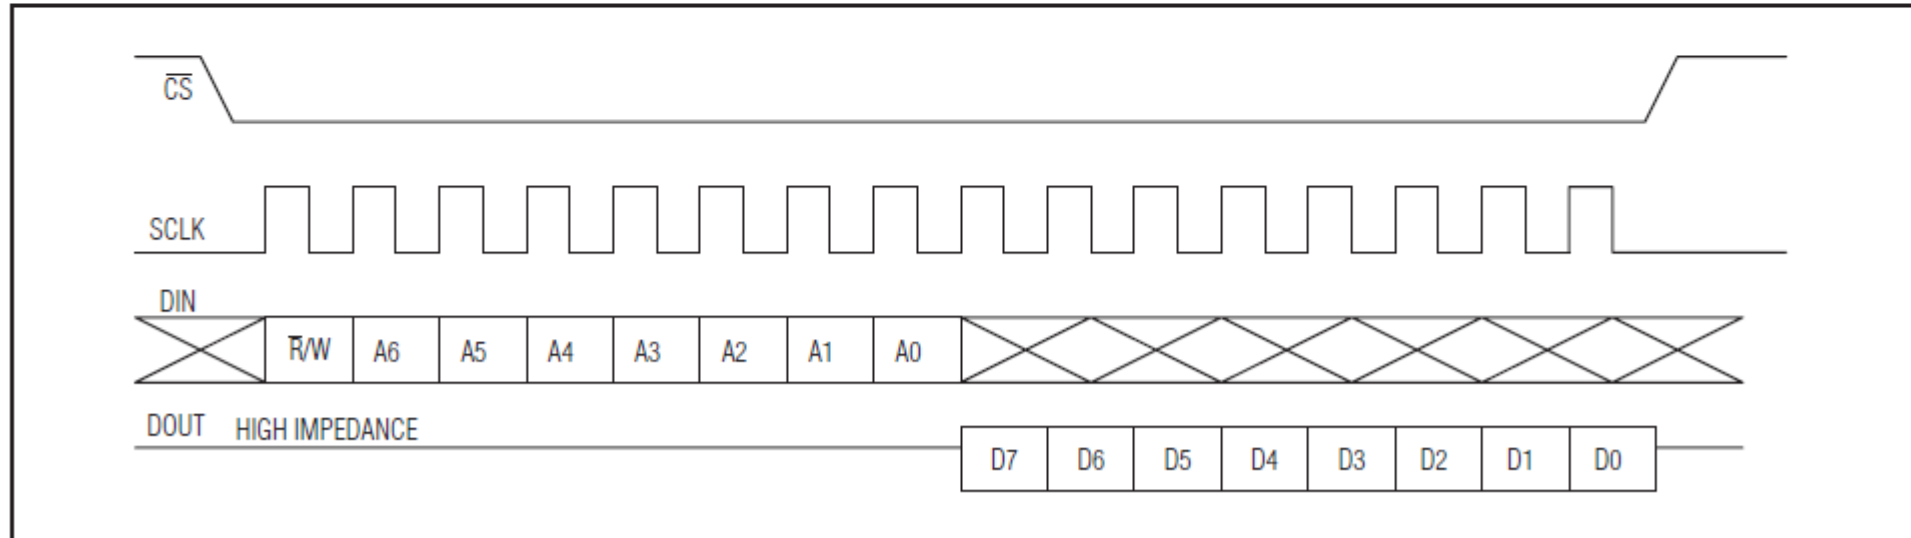 C̅S̅
SCLK
DIN
R̅/W A6 A5 A4 A3 A2 A1 A0
DOUT HIGH IMPEDANCE
D7 D6 D5 D4 D3 D2 D1 D0